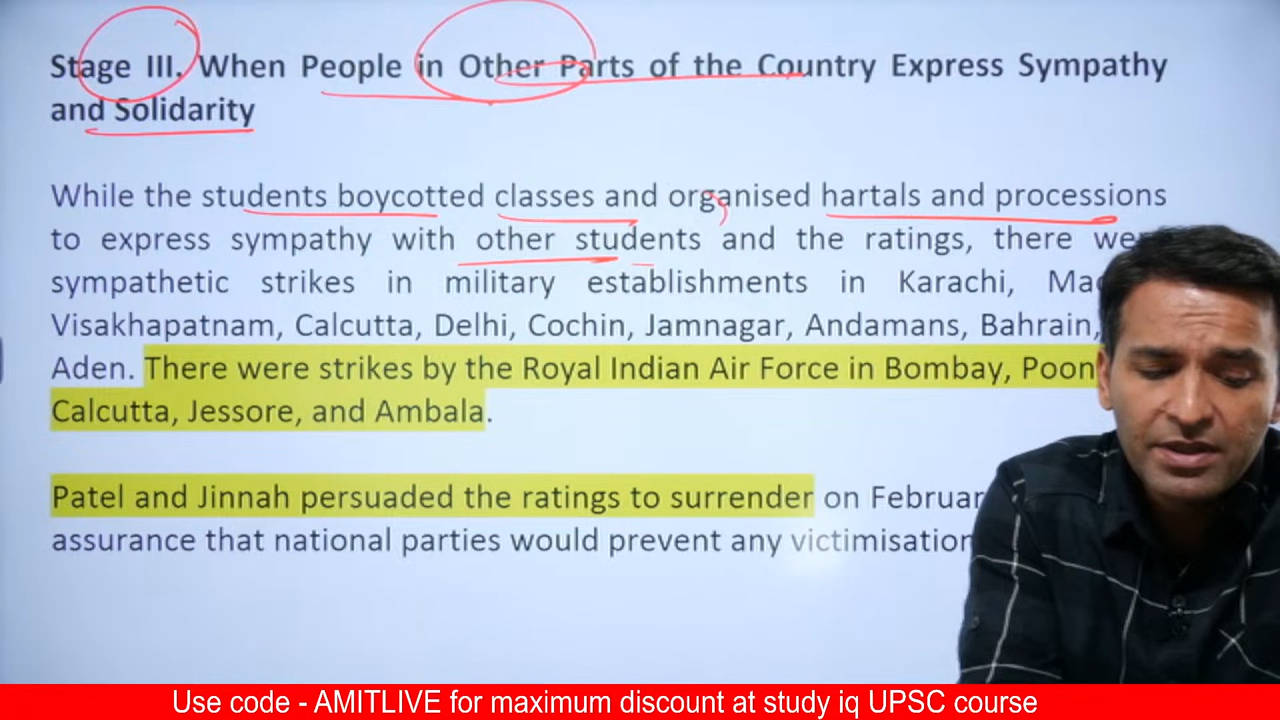 Stage III. When People in Other Parts of the Country Express Sympathy
and Solidarity
While the students boycotted classes and organised hartals and processions
to express sympathy with other students and the ratings, there
sympathetic strikes in military establishments in Karachi,
Visakhapatnam, Calcutta, Delhi, Cochin, Jamnagar, Andamans, Bahrain,
Aden. There were strikes by the Royal Indian Air Force in Bombay,
Calcutta, Jessore, and Ambala.
Patel and Jinnah persuaded the ratings to surrender on
assurance that national parties would prevent any
Use code - AMITLIVE for maximum discount at study iq UPSC course